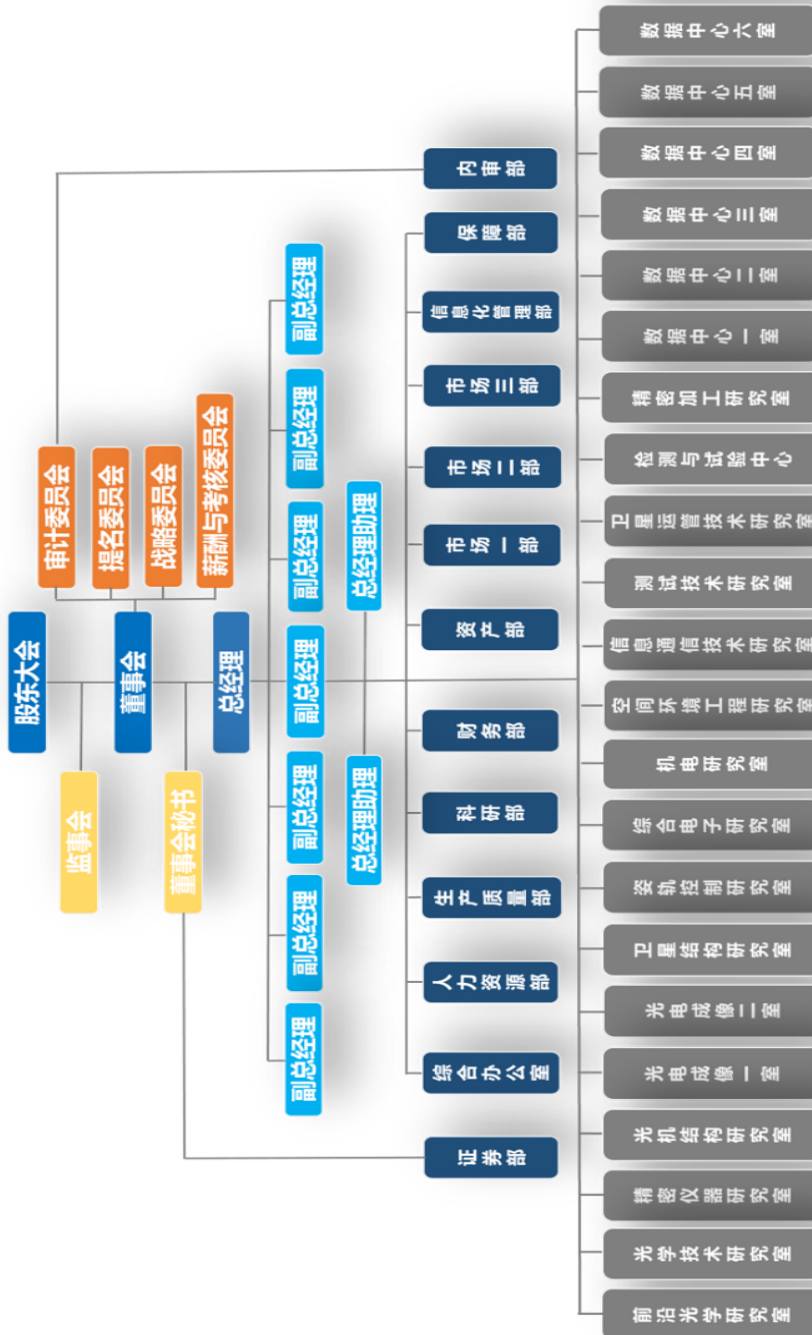 股东大会
监事会
董事会
审计委员会
提名委员会
战略委员会
薪酬与考核委员会
董事会秘书
总经理
副总经理
副总经理
副总经理
副总经理
副总经理
副总经理
副总经理
总经理助理
总经理助理
证券部
综合办公室
人力资源部
生产质量部
科研部
财务部
资产部
市场一部
市场二部
市场三部
信息化管理部
保障部
内审部
前沿光学研究室
光学技术研究室
精密仪器研究室
光机结构研究室
光电成像一室
光电成像二室
卫星结构研究室
姿轨控制研究室
综合电子研究室
机电研究室
空间环境工程研究室
信息通信技术研究室
测试技术研究室
卫星运管技术研究室
检测与试验中心
精密加工研究室
数据中心一室
数据中心二室
数据中心三室
数据中心四室
数据中心五室
数据中心六室